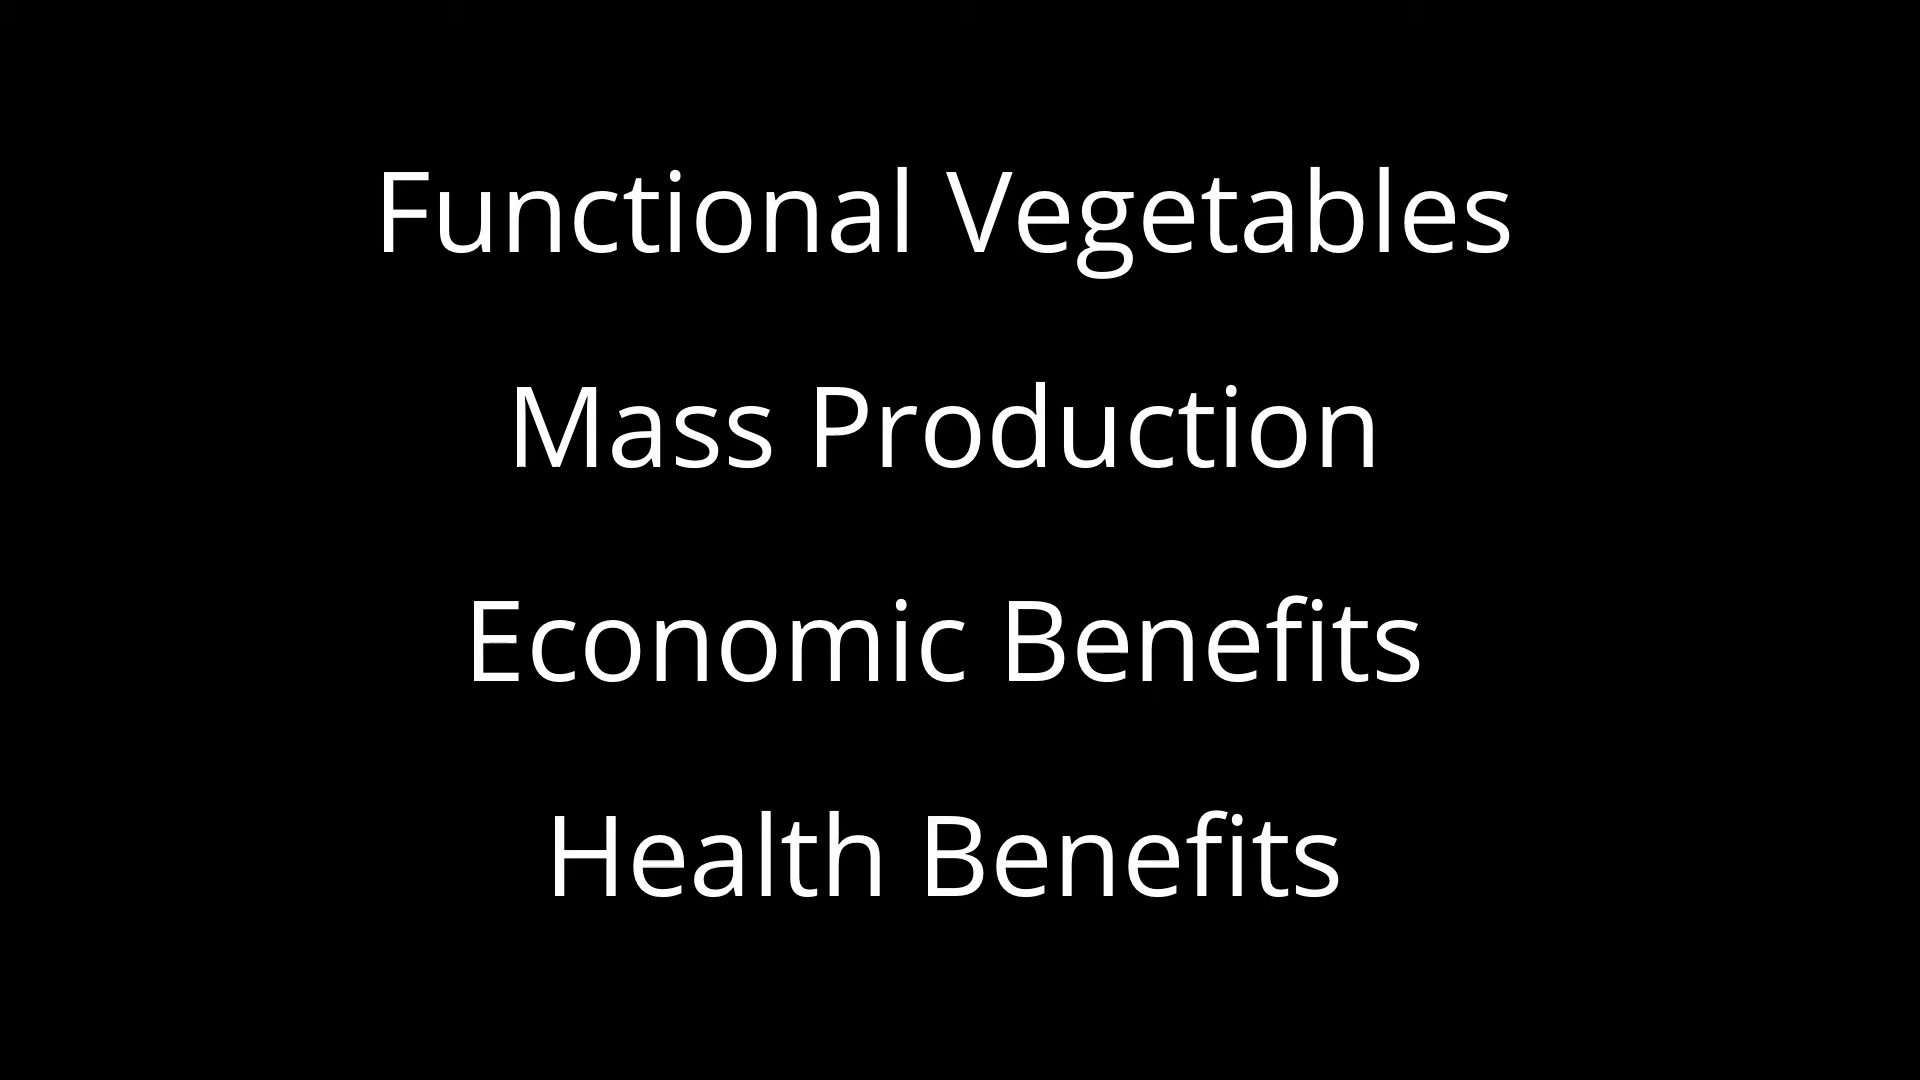 Functional Vegetables
Mass Production
Economic Benefits
Health Benefits